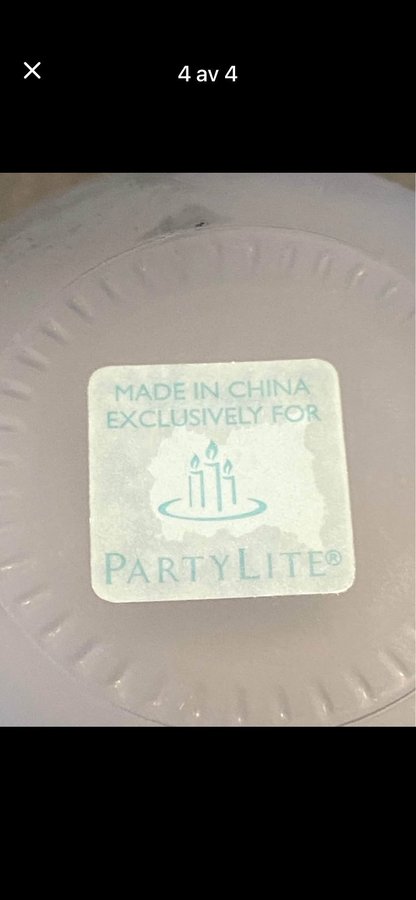 4 av 4
MADE IN CHINA
EXCLUSIVELY FOR
PARTYLITE®